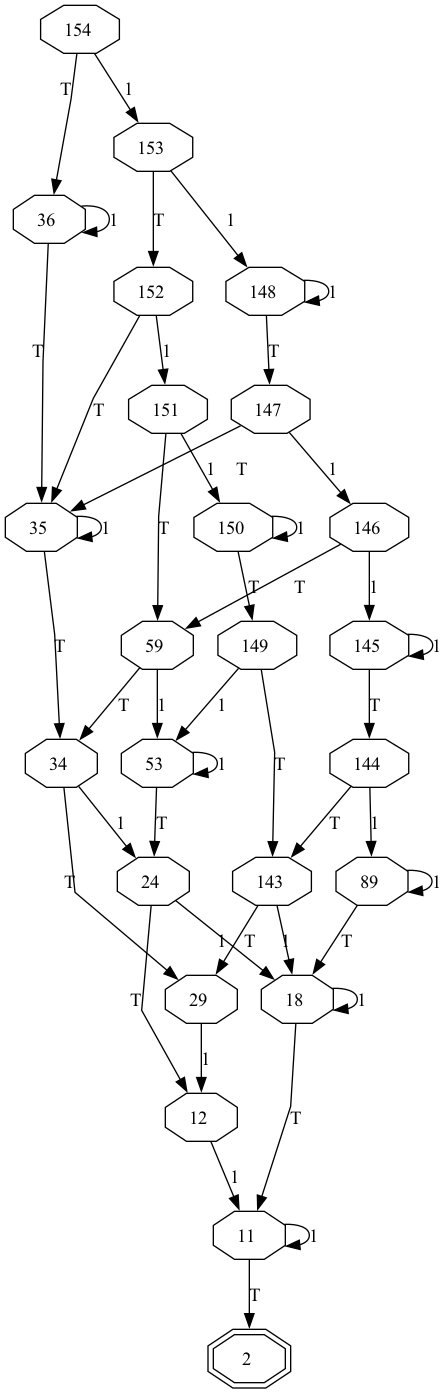 154
T 1
153
36 1 T 1
152 148 1
T 1 T
T 151 147
1 T 1
35 1 150 1 146
T T T 1
T 59 149 145 1
T 1 1 T
34 53 1 T 144
1 T T 1
T 24 143 89 1
1 T 1 T
29 18 1
T 1
12 T
1
11 1
T
2